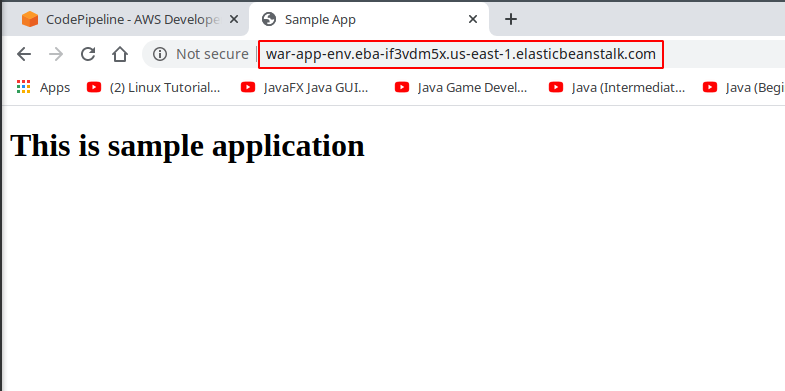 CodePipeline - AWS Develope
Sample App
Not secure
war-app-env.eba-if3vdm5x.us-east-1.elasticbeanstalk.com
Apps
(2) Linux Tutorial...
JavaFX Java GUI...
Java Game Devel...
Java (Intermediat...
Java (Begi
This is sample application